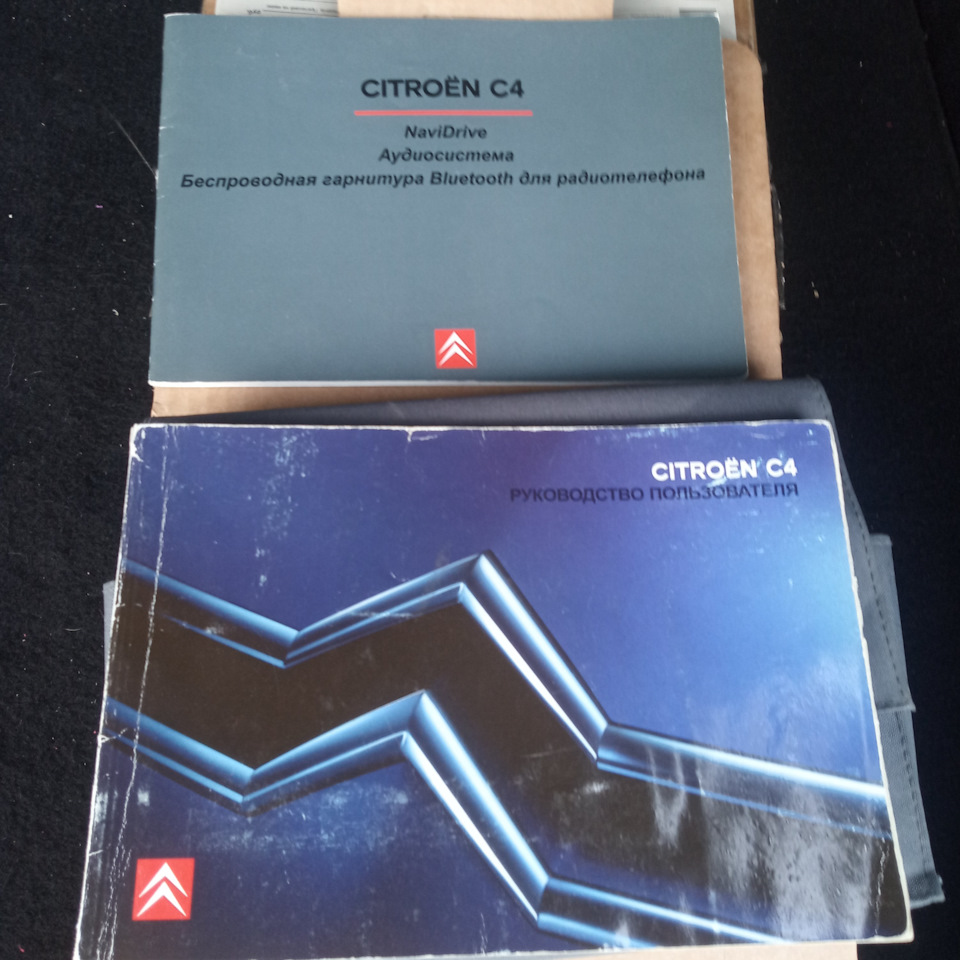 CITROËN C4
NaviDrive
Аудиосистема
Беспроводная гарнитура Bluetooth для радиотелефона
CITROËN C4
РУКОВОДСТВО ПОЛЬЗОВАТЕЛЯ